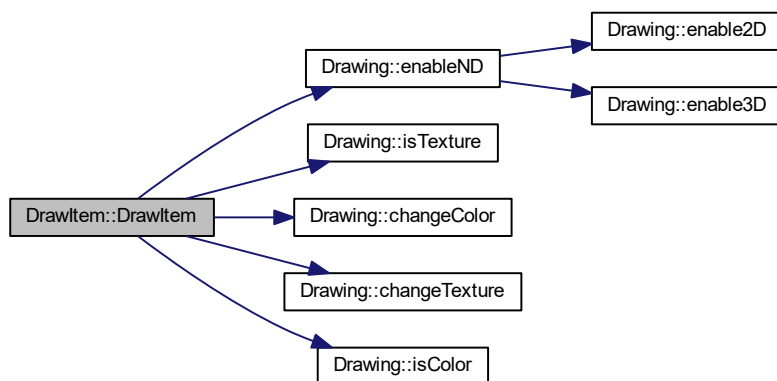 Drawing::enable2D
Drawing::enableND
Drawing::enable3D
Drawing::isTexture
DrawItem::DrawItem
Drawing::changeColor
Drawing::changeTexture
Drawing::isColor